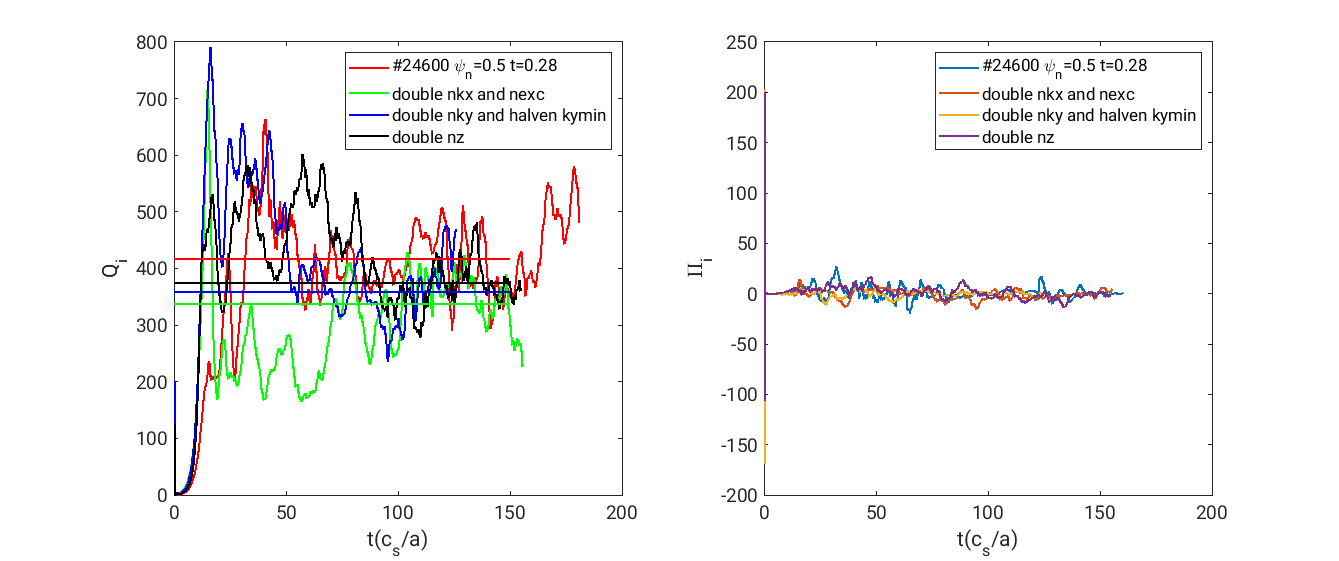 800
700
600
500
400
300
200
100
0
Q_i
0
50
100
150
200
t(c_s/a)
#24600 ψ_n=0.5 t=0.28
double nkx and nexc
double nky and halven kymin
double nz
250
200
150
100
50
0
-50
-100
-150
-200
Π_i
0
50
100
150
200
t(c_s/a)
#24600 ψ_n=0.5 t=0.28
double nkx and nexc
double nky and halven kymin
double nz